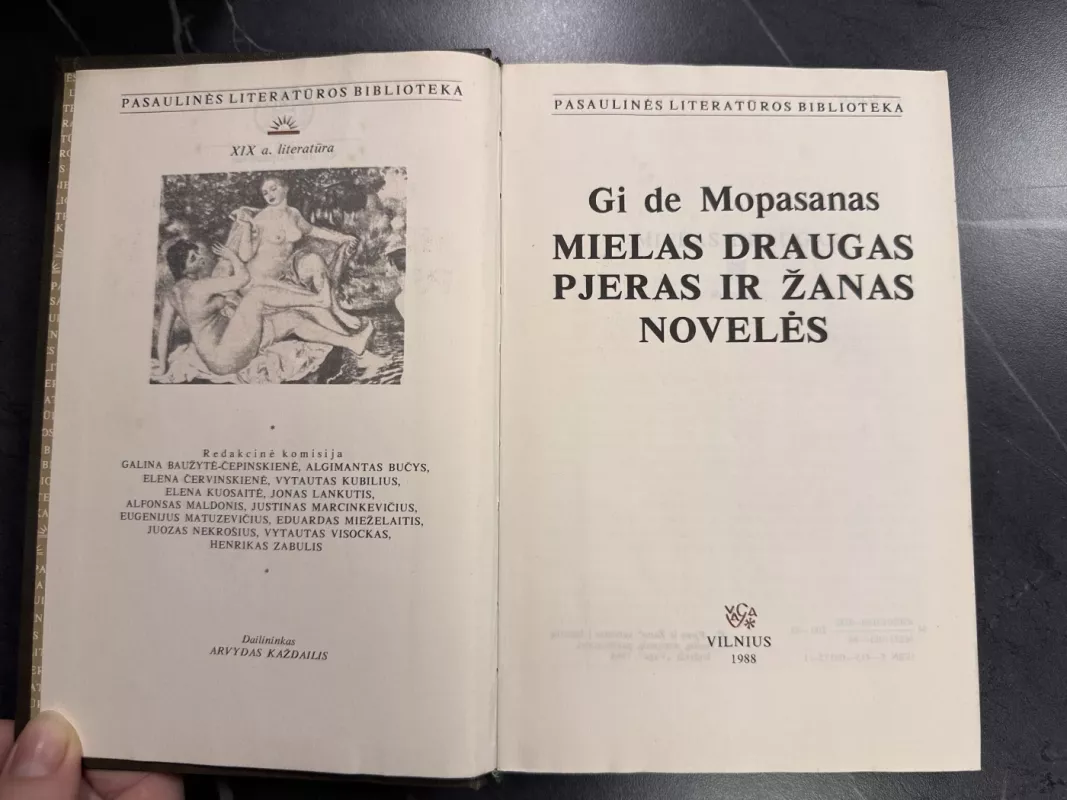 PASAULINĖS LITERATŪROS BIBLIOTEKA
XIX a. literatūra
*
Redakcinė komisija
GALINA BAUŽYTĖ-ČEPINSKIENĖ, ALGIMANTAS BUČYS,
ELENA ČERVINSKIENĖ, VYTAUTAS KUBILIUS,
ELENA KUOSAITĖ, JONAS LANKUTIS,
ALFONSAS MALDONIS, JUSTINAS MARCINKEVIČIUS,
EUGENIJUS MATUZEVIČIUS, EDUARDAS MIEŽELAITIS,
JUOZAS NEKROŠIUS, VYTAUTAS VISOCKAS,
HENRIKAS ZABULIS
*
Dailininkas
ARVYDAS KAŽDAILIS
PASAULINĖS LITERATŪROS BIBLIOTEKA
Gi de Mopasanas
MIELAS DRAUGAS
PJERAS IR ŽANAS
NOVELĖS
VAGA
VILNIUS
1988